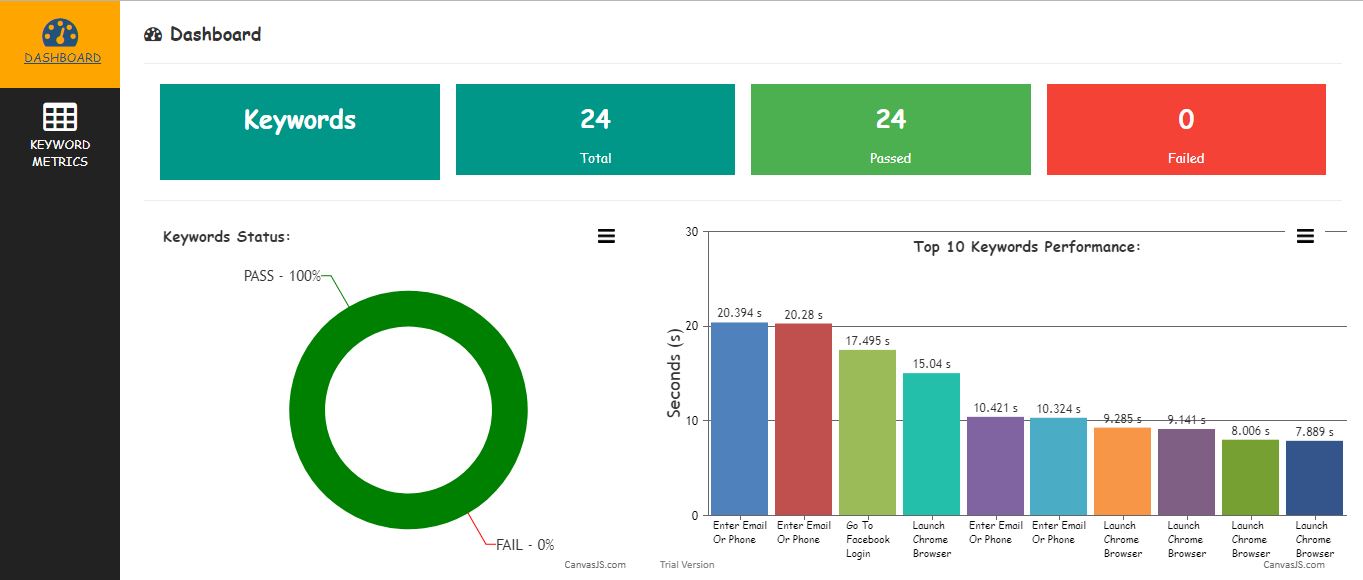 DASHBOARD
KEYWORD
METRICS
Dashboard
Keywords
24
Total
24
Passed
0
Failed
Keywords Status:
PASS - 100%
FAIL - 0%
CanvasJS.com
Top 10 Keywords Performance:
Seconds (s)
30
20
10
0
20.394 s
20.28 s
17.495 s
15.04 s
10.421 s
10.324 s
9.285 s
9.141 s
8.006 s
7.889 s
Enter Email
Or Phone
Enter Email
Or Phone
Go To
Facebook
Login
Launch
Chrome
Browser
Enter Email
Or Phone
Enter Email
Or Phone
Launch
Chrome
Browser
Launch
Chrome
Browser
Launch
Chrome
Browser
Launch
Chrome
Browser
Trial Version
CanvasJS.com